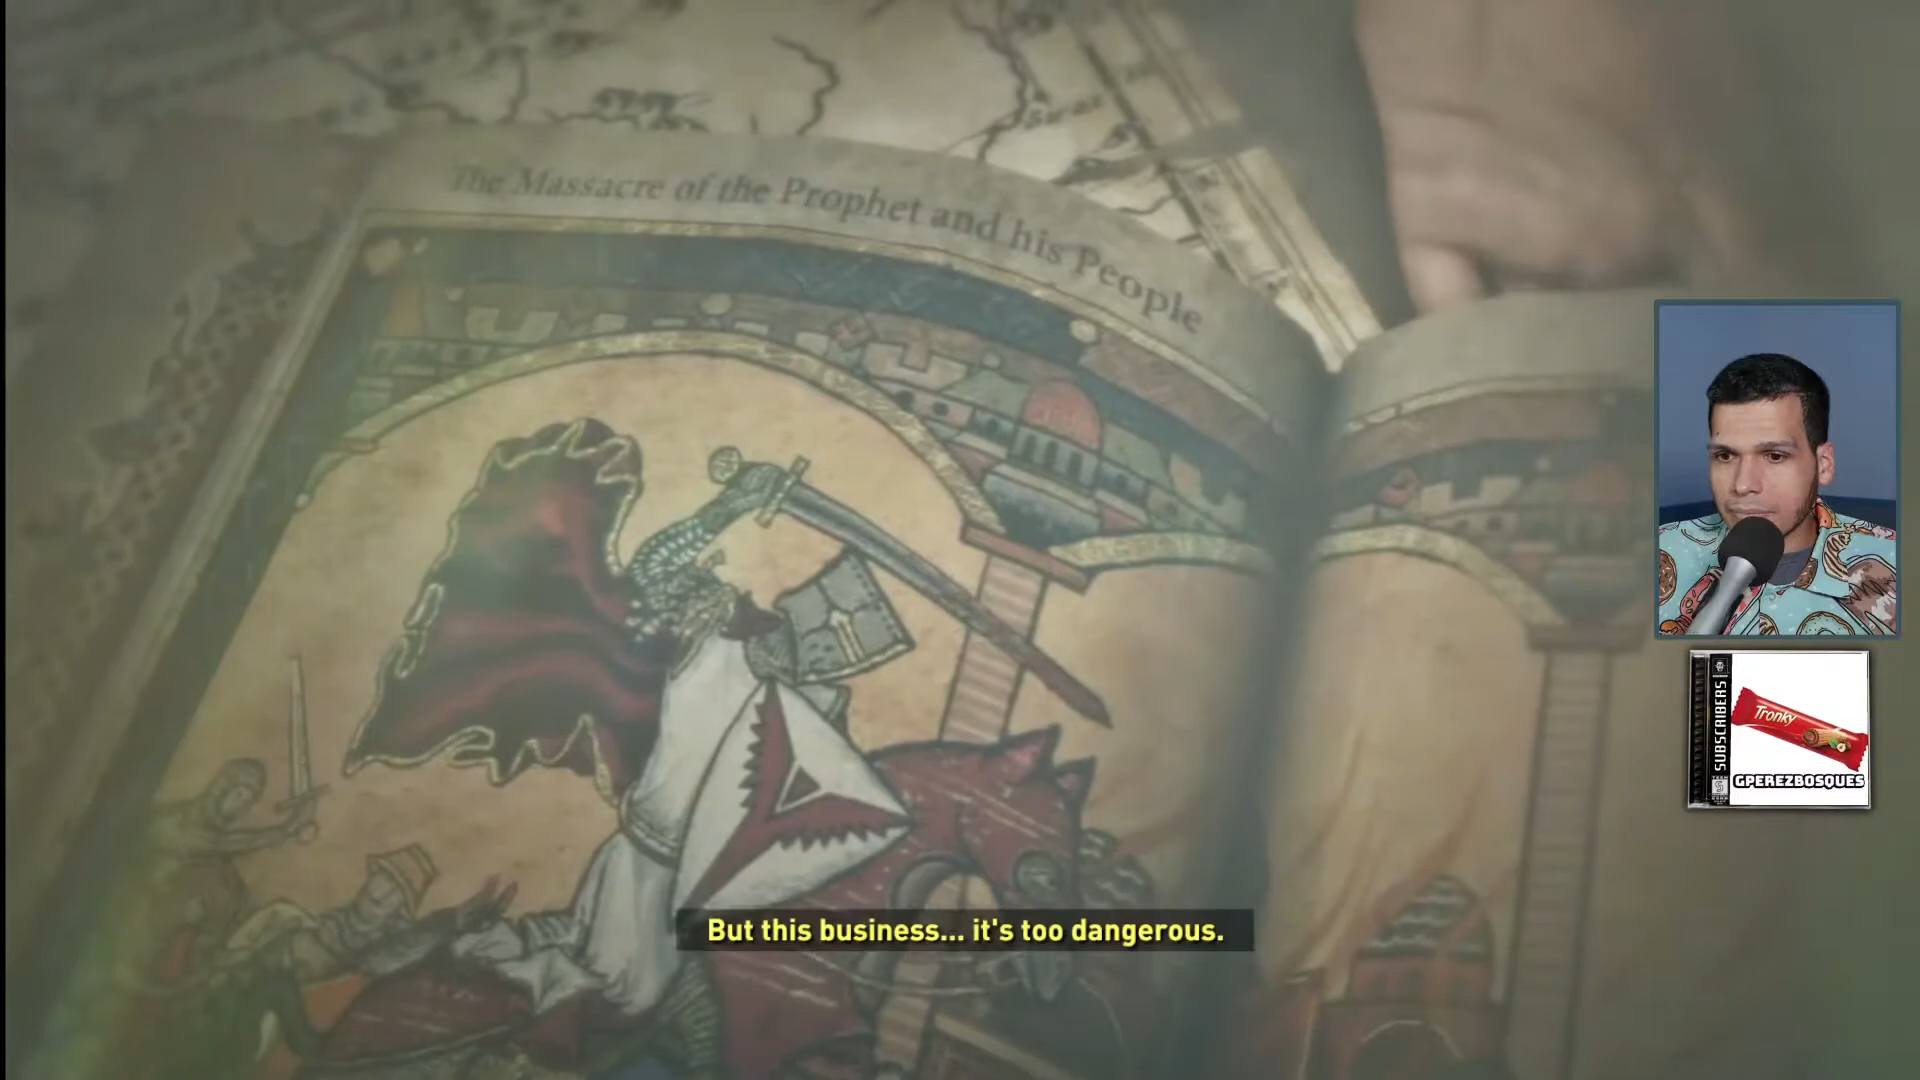 The Massacre of the Prophet and his People
But this business... it's too dangerous.
SUBSCRIBERS
Tronky
GPEREZBOSQUES